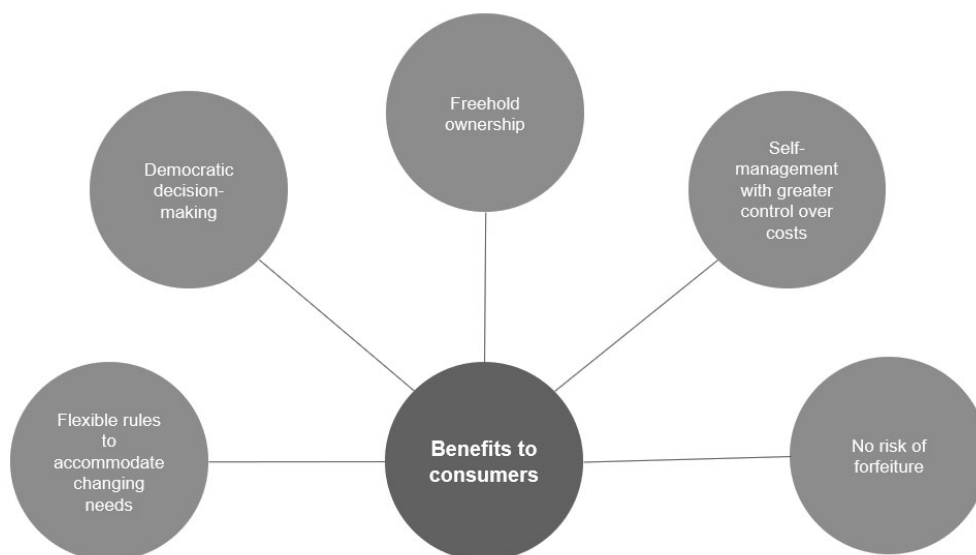 Freehold
ownership
Democratic
decision-
making
Self-
management
with greater
control over
costs
Flexible rules
to
accommodate
changing
needs
Benefits to
consumers
No risk of
forfeiture